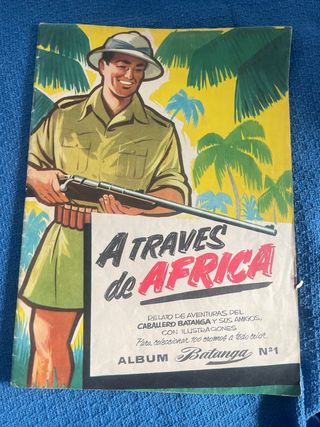 A TRAVES
de AFRICA
RELATO DE AVENTURAS DEL
CABALLERO BATANGA Y SUS AMIGOS,
CON ILUSTRACIONES
Para coleccionar 100 cromos a todo color
ALBUM Batanga Nº1